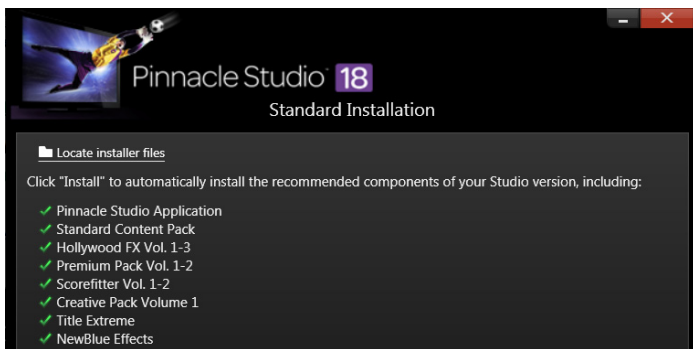 Pinnacle Studio 18
Standard Installation
Locate installer files
Click "Install" to automatically install the recommended components of your Studio version, including:
Pinnacle Studio Application
Standard Content Pack
Hollywood FX Vol. 1-3
Premium Pack Vol. 1-2
Scorefitter Vol. 1-2
Creative Pack Volume 1
Title Extreme
NewBlue Effects